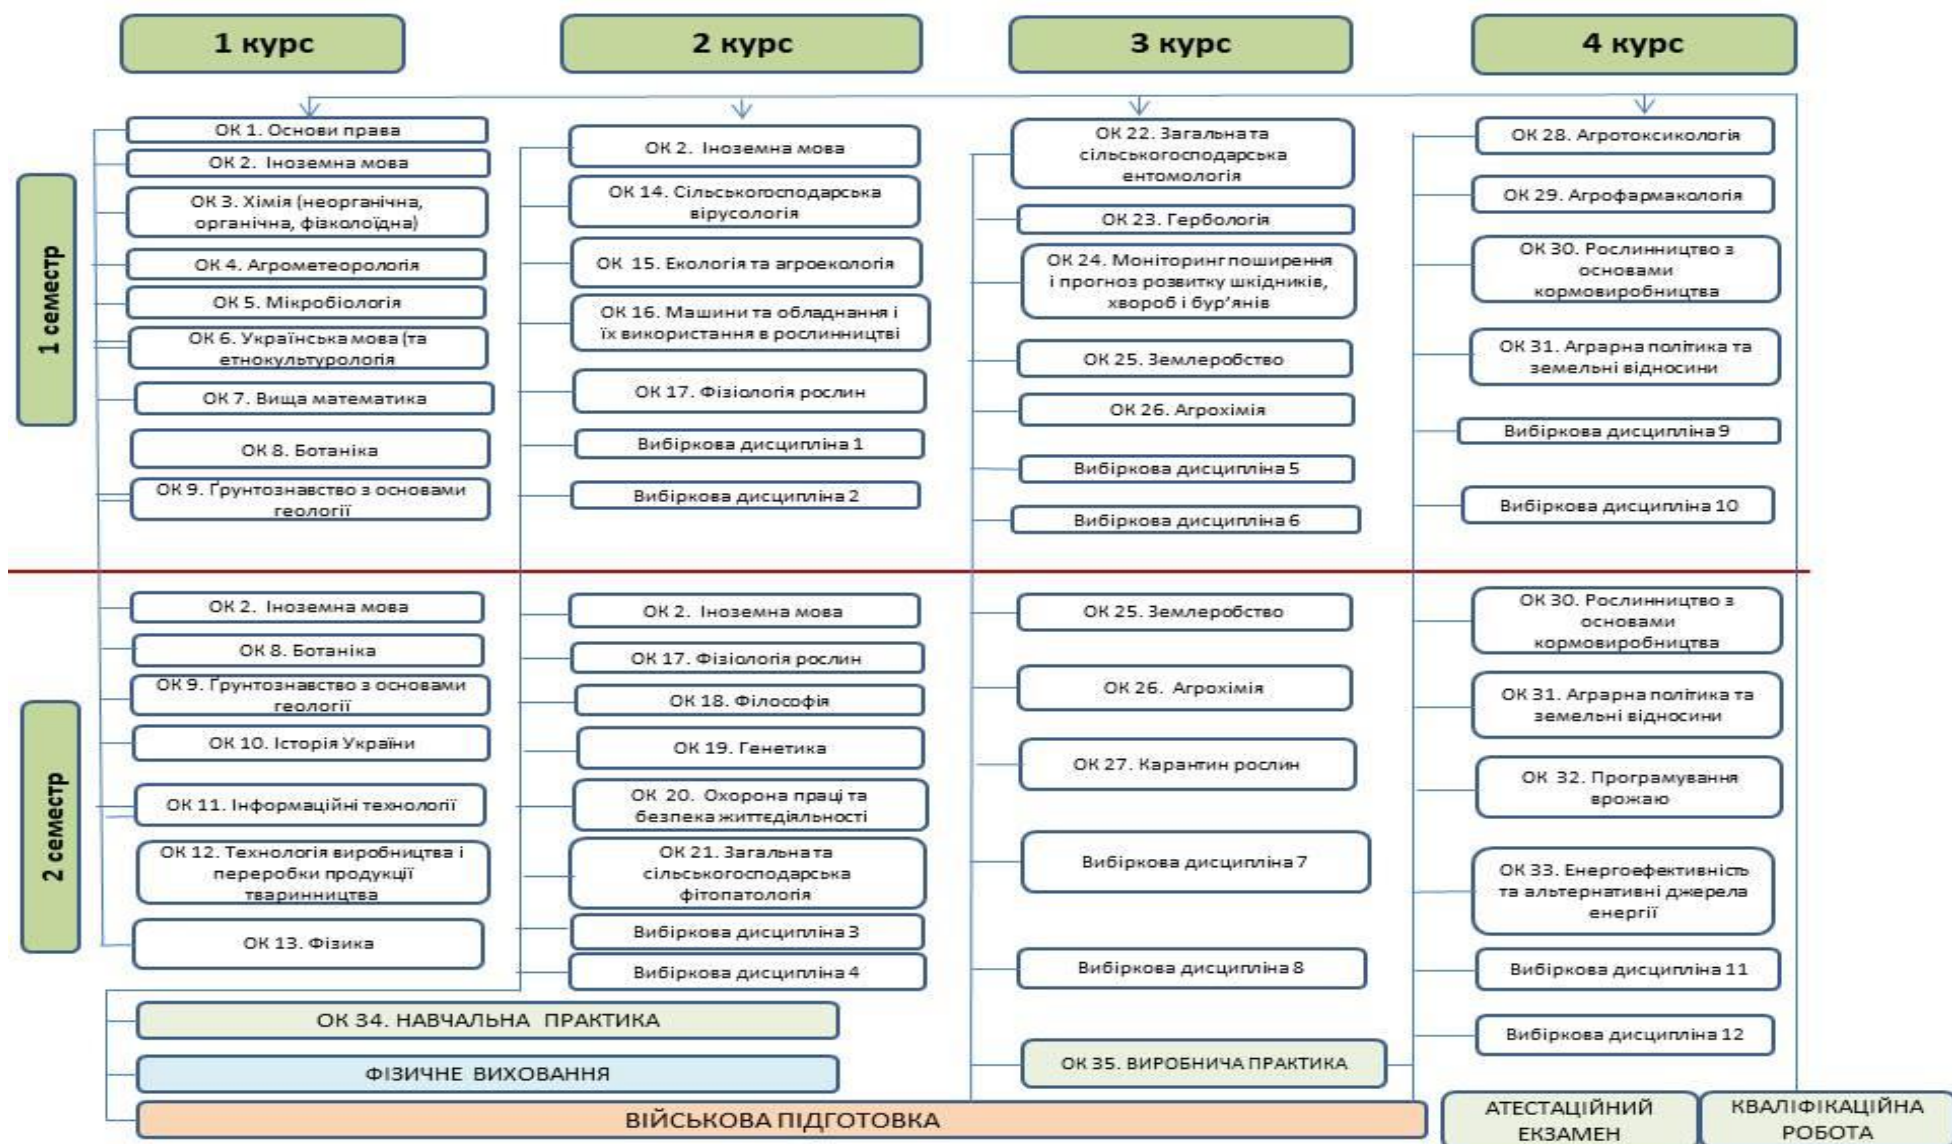 1 курс
2 курс
3 курс
4 курс
1 семестр
ОК 1. Основи права
ОК 2. Іноземна мова
ОК 3. Хімія (неорганічна,
органічна, фізколоїдна)
ОК 4. Агрометеорологія
ОК 5. Мікробіологія
ОК 6. Українська мова (та
етнокультурологія
ОК 7. Вища математика
ОК 8. Ботаніка
ОК 9. Ґрунтознавство з основами
геології
ОК 2. Іноземна мова
ОК 14. Сільськогосподарська
вірусологія
ОК 15. Екологія та агроекологія
ОК 16. Машини та обладнання і
їх використання в рослинництві
ОК 17. Фізіологія рослин
Вибіркова дисципліна 1
Вибіркова дисципліна 2
ОК 22. Загальна та
сільськогосподарська
ентомологія
ОК 23. Гербологія
ОК 24. Моніторинг поширення
і прогноз розвитку шкідників,
хвороб і бур’янів
ОК 25. Землеробство
ОК 26. Агрохімія
Вибіркова дисципліна 5
Вибіркова дисципліна 6
ОК 28. Агротоксикологія
ОК 29. Агрофармакологія
ОК 30. Рослинництво з
основами
кормовиробництва
ОК 31. Аграрна політика та
земельні відносини
Вибіркова дисципліна 9
Вибіркова дисципліна 10
2 семестр
ОК 2. Іноземна мова
ОК 8. Ботаніка
ОК 9. Ґрунтознавство з основами
геології
ОК 10. Історія України
ОК 11. Інформаційні технології
ОК 12. Технологія виробництва і
переробки продукції
тваринництва
ОК 13. Фізика
ОК 2. Іноземна мова
ОК 17. Фізіологія рослин
ОК 18. Філософія
ОК 19. Генетика
ОК 20. Охорона праці та
безпека життєдіяльності
ОК 21. Загальна та
сільськогосподарська
фітопатологія
Вибіркова дисципліна 3
Вибіркова дисципліна 4
ОК 25. Землеробство
ОК 26. Агрохімія
ОК 27. Карантин рослин
Вибіркова дисципліна 7
Вибіркова дисципліна 8
ОК 35. ВИРОБНИЧА ПРАКТИКА
ОК 30. Рослинництво з
основами
кормовиробництва
ОК 31. Аграрна політика та
земельні відносини
ОК 32. Програмування
врожаю
ОК 33. Енергоефективність
та альтернативні джерела
енергії
Вибіркова дисципліна 11
Вибіркова дисципліна 12
ОК 34. НАВЧАЛЬНА ПРАКТИКА
ФІЗИЧНЕ ВИХОВАННЯ
ВІЙСЬКОВА ПІДГОТОВКА
АТЕСТАЦІЙНИЙ
ЕКЗАМЕН
КВАЛІФІКАЦІЙНА
РОБОТА